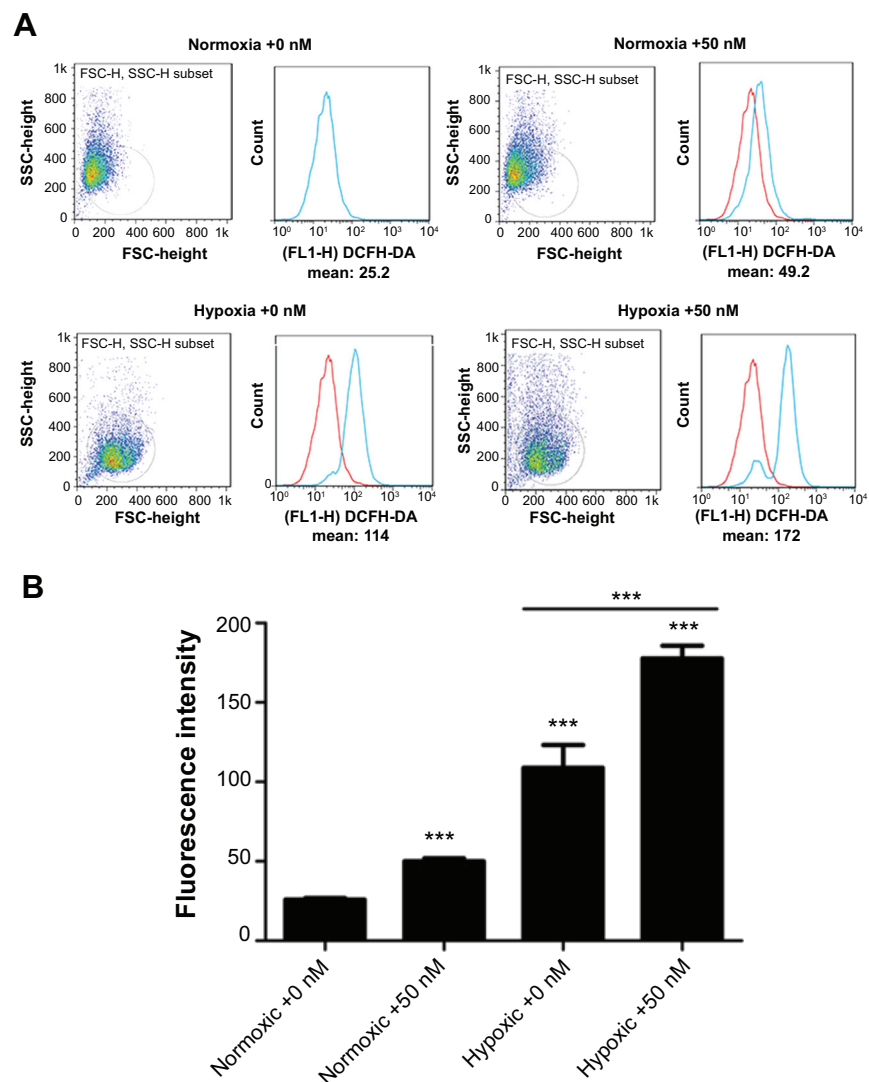 A
Normoxia +0 nM
1k
800
600
400
200
0
SSC-height
FSC-H, SSC-H subset
0 200 400 600 800 1k
FSC-height
Count
10⁰ 10¹ 10² 10³ 10⁴
(FL1-H) DCFH-DA
mean: 25.2
Normoxia +50 nM
1k
800
600
400
200
0
SSC-height
FSC-H, SSC-H subset
0 200 400 600 800 1k
FSC-height
Count
10⁰ 10¹ 10² 10³ 10⁴
(FL1-H) DCFH-DA
mean: 49.2
Hypoxia +0 nM
1k
800
600
400
200
0
SSC-height
FSC-H, SSC-H subset
0 200 400 600 800 1k
FSC-height
Count
0
10⁰ 10¹ 10² 10³ 10⁴
(FL1-H) DCFH-DA
mean: 114
Hypoxia +50 nM
1k
800
600
400
200
0
SSC-height
FSC-H, SSC-H subset
0 200 400 600 800 1k
FSC-height
Count
10⁰ 10¹ 10² 10³ 10⁴
(FL1-H) DCFH-DA
mean: 172
B
Fluorescence intensity
200
150
100
50
0
***
***
***
***
Normoxic +0 nM
Normoxic +50 nM
Hypoxic +0 nM
Hypoxic +50 nM